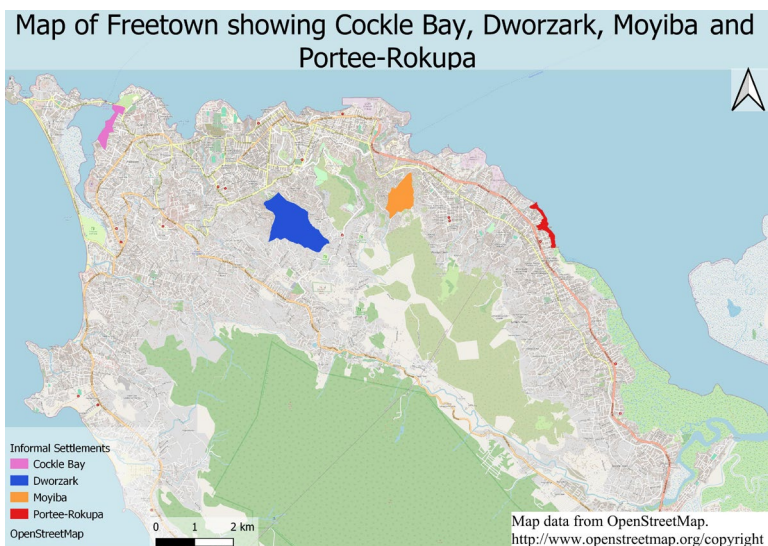 Map of Freetown showing Cockle Bay, Dworzark, Moyiba and
Portee-Rokupa
Informal Settlements
Cockle Bay
Dworzark
Moyiba
Portee-Rokupa
OpenStreetMap
0 1 2 km
Map data from OpenStreetMap.
http://www.openstreetmap.org/copyright